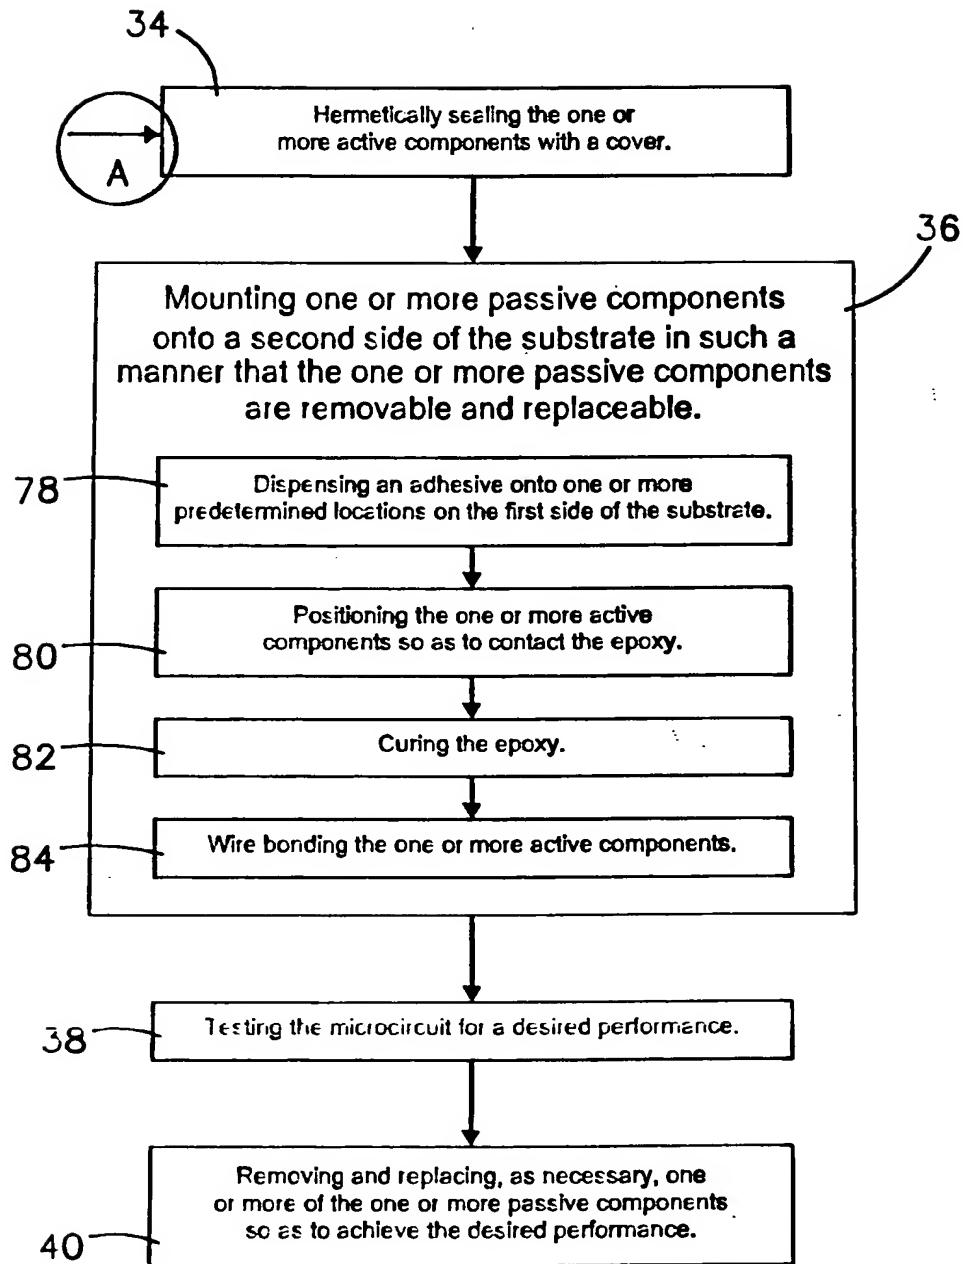 34
Hermetically sealing the one or
more active components with a cover.
A
36
Mounting one or more passive components
onto a second side of the substrate in such a
manner that the one or more passive components
are removable and replaceable.
78
Dispensing an adhesive onto one or more
predetermined locations on the first side of the substrate.
80
Positioning the one or more active
components so as to contact the epoxy.
82
Curing the epoxy.
84
Wire bonding the one or more active components.
38
Testing the microcircuit for a desired performance.
40
Removing and replacing, as necessary, one
or more of the one or more passive components
so as to achieve the desired performance.